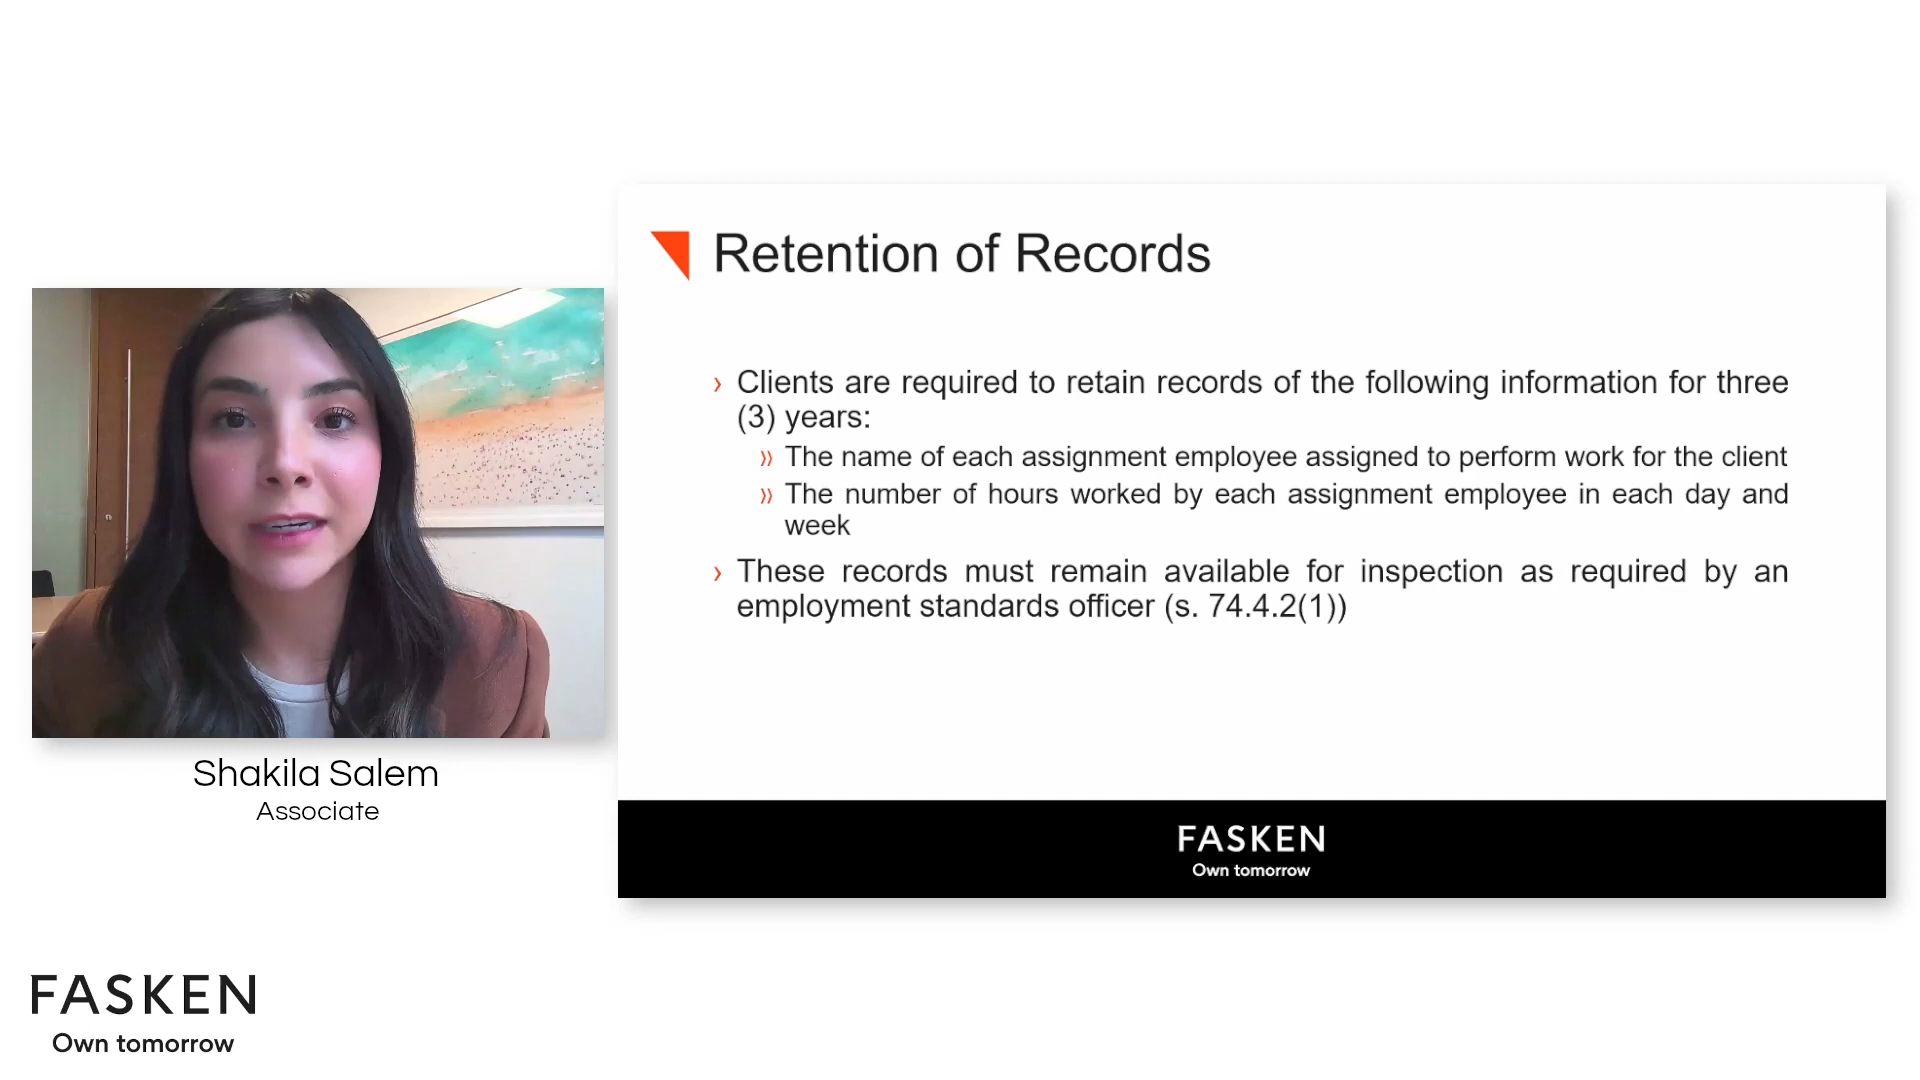 Retention of Records
› Clients are required to retain records of the following information for three
(3) years:
» The name of each assignment employee assigned to perform work for the client
» The number of hours worked by each assignment employee in each day and
week
› These records must remain available for inspection as required by an
employment standards officer (s. 74.4.2(1))
FASKEN
Own tomorrow
Shakila Salem
Associate
FASKEN
Own tomorrow